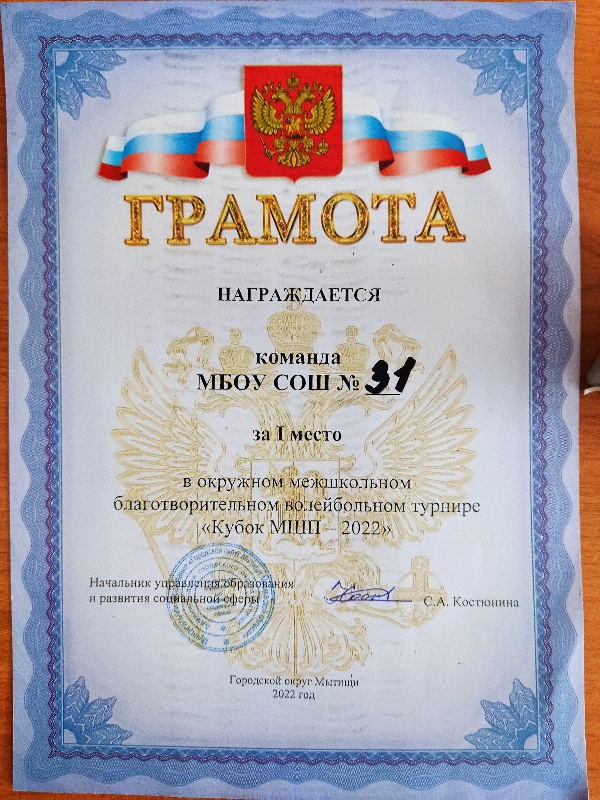 ГРАМОТА
НАГРАЖДАЕТСЯ
команда
МБОУ СОШ № 31
за I место
в окружном межшкольном
благотворительном волейбольном турнире
«Кубок МШП – 2022»
Начальник управления образования
и развития социальной сферы
С.А. Костюнина
Городской округ Мытищи
2022 год